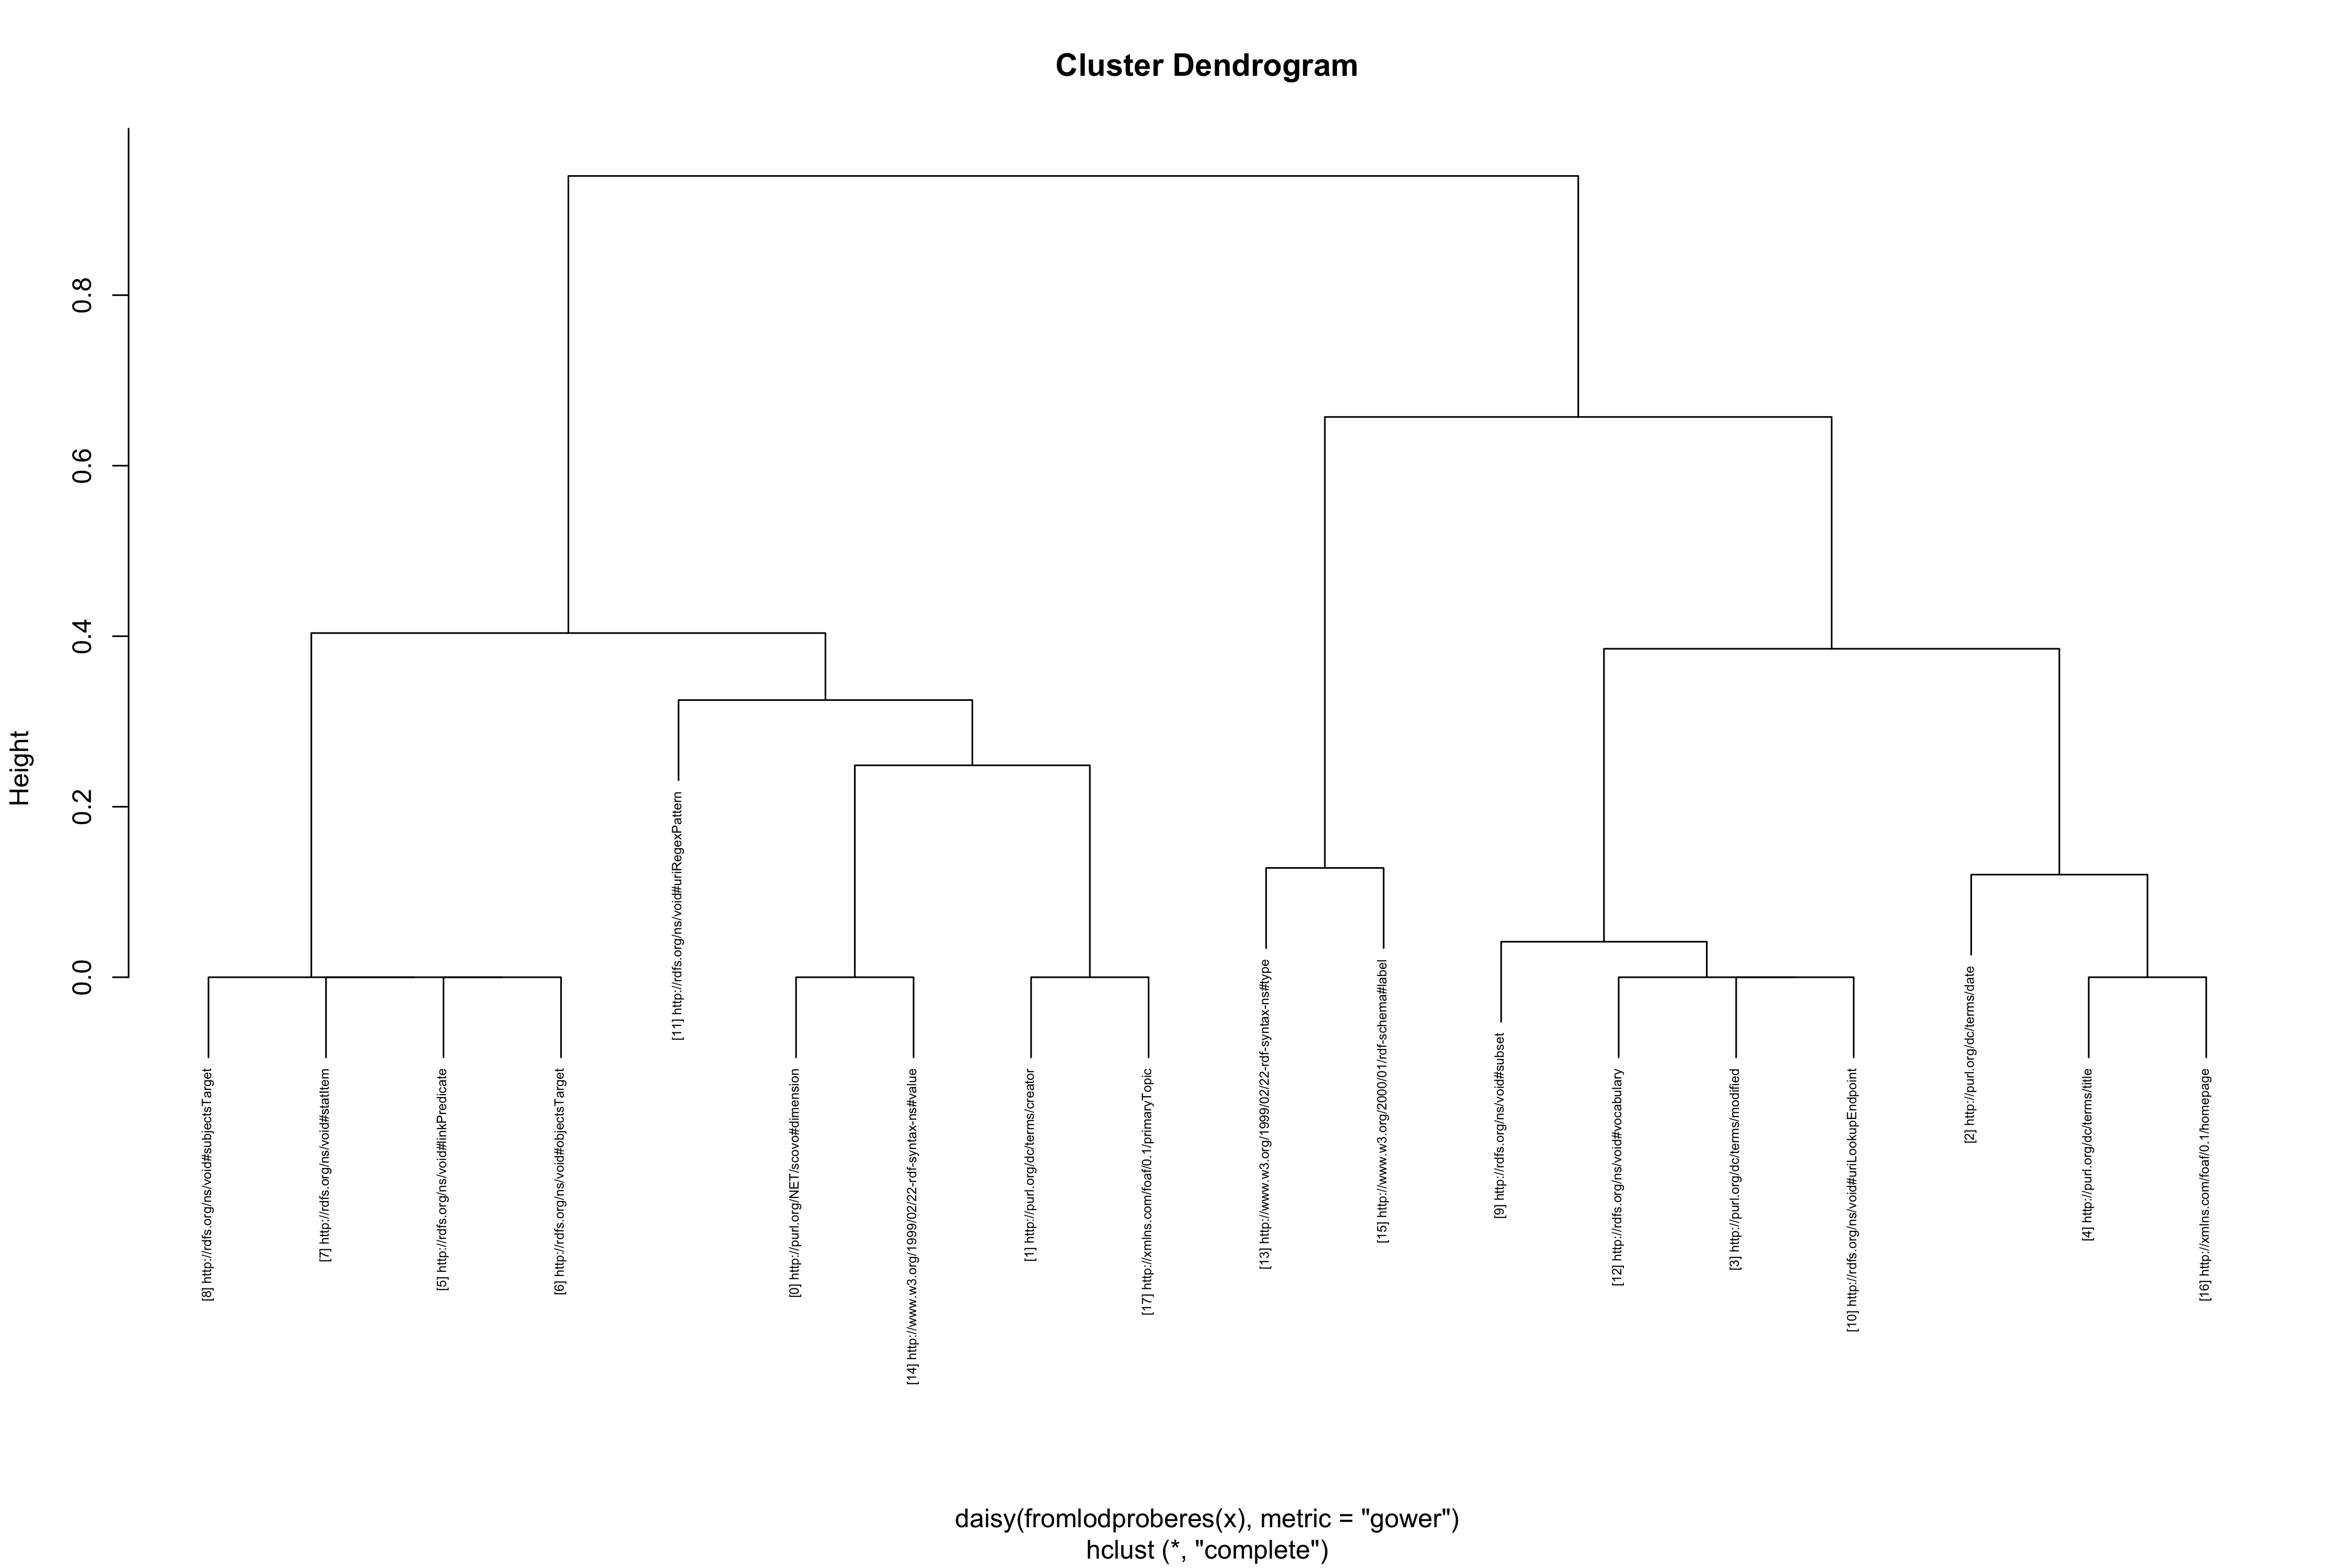 Cluster Dendrogram
Height
0.8
0.6
0.4
0.2
0.0
[8] http://rdfs.org/ns/void#subjectsTarget
[7] http://rdfs.org/ns/void#statItem
[5] http://rdfs.org/ns/void#linkPredicate
[6] http://rdfs.org/ns/void#objectsTarget
[11] http://rdfs.org/ns/void#uriRegexPattern
[0] http://purl.org/NET/scovo#dimension
[14] http://www.w3.org/1999/02/22-rdf-syntax-ns#value
[1] http://purl.org/dc/terms/creator
[17] http://xmlns.com/foaf/0.1/primaryTopic
[13] http://www.w3.org/1999/02/22-rdf-syntax-ns#type
[15] http://www.w3.org/2000/01/rdf-schema#label
[9] http://rdfs.org/ns/void#subset
[12] http://rdfs.org/ns/void#vocabulary
[3] http://purl.org/dc/terms/modified
[10] http://rdfs.org/ns/void#uriLookupEndpoint
[2] http://purl.org/dc/terms/date
[4] http://purl.org/dc/terms/title
[16] http://xmlns.com/foaf/0.1/homepage
daisy(fromlodproberes(x), metric = "gower")
hclust (*, "complete")